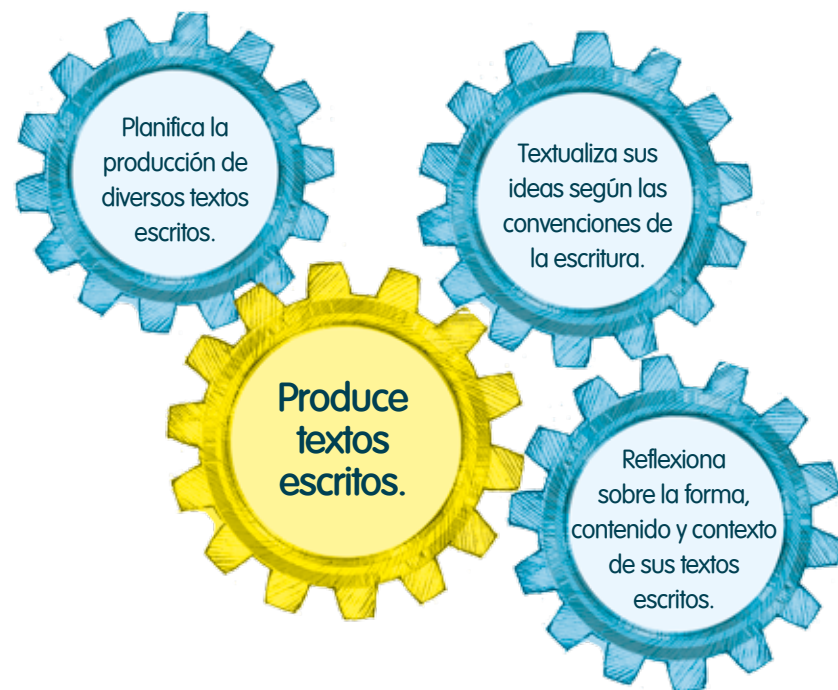 Planifica la
producción de
diversos textos
escritos.
Textualiza sus
ideas según las
convenciones de
la escritura.
Produce
textos
escritos.
Reflexiona
sobre la forma,
contenido y contexto
de sus textos
escritos.